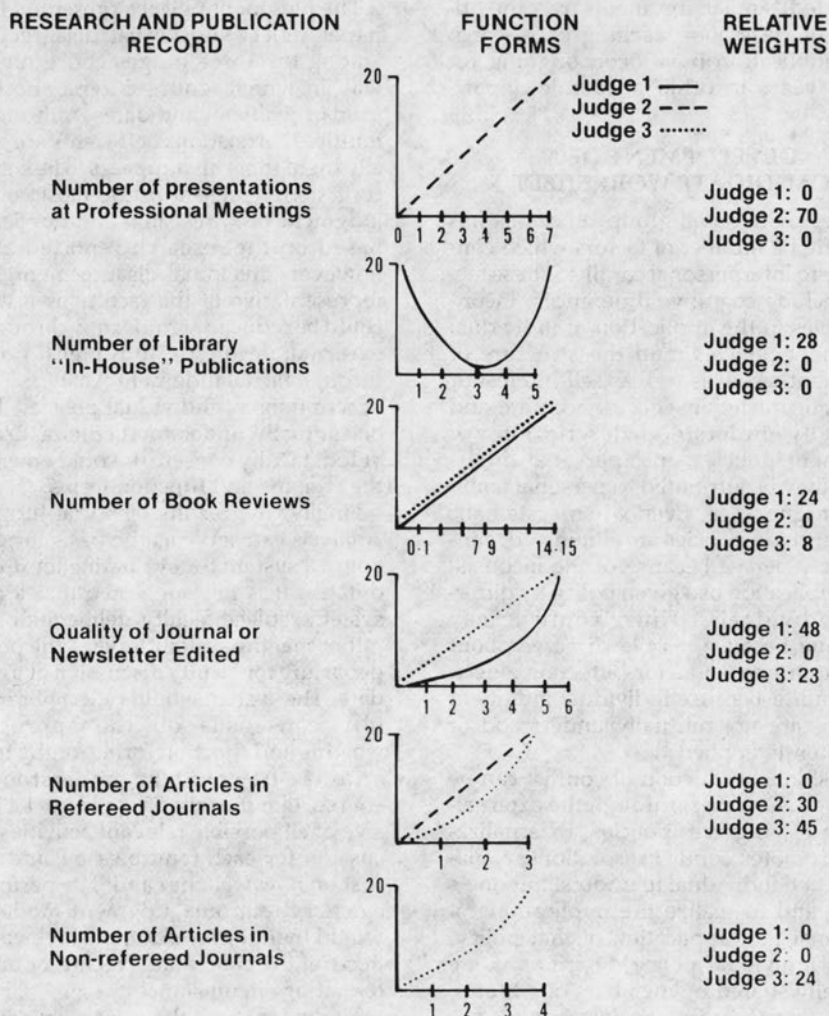 RESEARCH AND PUBLICATION
RECORD
FUNCTION
FORMS
RELATIVE
WEIGHTS
20
Judge 1 ——
Judge 2 – – –
Judge 3 ········
Number of presentations
at Professional Meetings
0 1 2 3 4 5 6 7
Judge 1: 0
Judge 2: 70
Judge 3: 0
20
Number of Library
"In-House" Publications
1 3 4 5
Judge 1: 28
Judge 2: 0
Judge 3: 0
20
Number of Book Reviews
0-1 7 9 14-15
Judge 1: 24
Judge 2: 0
Judge 3: 8
20
Quality of Journal or
Newsletter Edited
1 2 3 4 5 6
Judge 1: 48
Judge 2: 0
Judge 3: 23
20
Number of Articles in
Refereed Journals
1 2 3
Judge 1: 0
Judge 2: 30
Judge 3: 45
20
Number of Articles in
Non-refereed Journals
1 2 3 4
Judge 1: 0
Judge 2: 0
Judge 3: 24